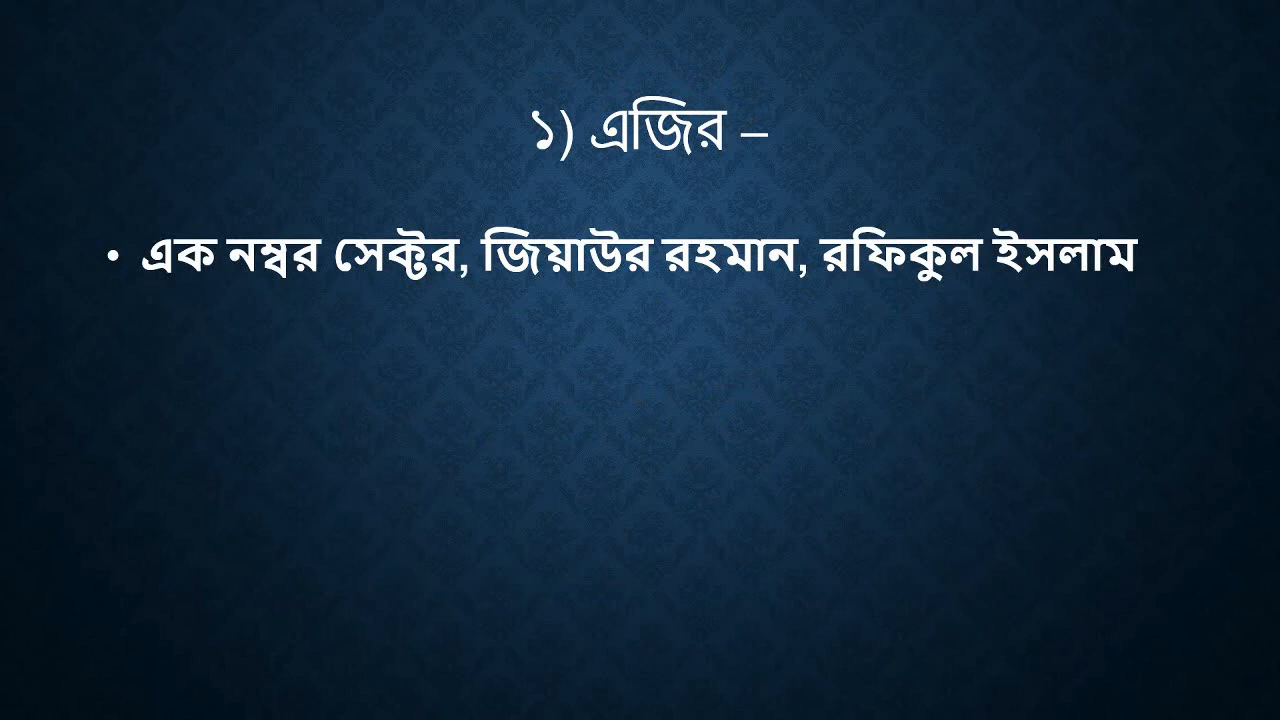 ১) এজির –
• এক নম্বর সেক্টর, জিয়াউর রহমান, রফিকুল ইসলাম